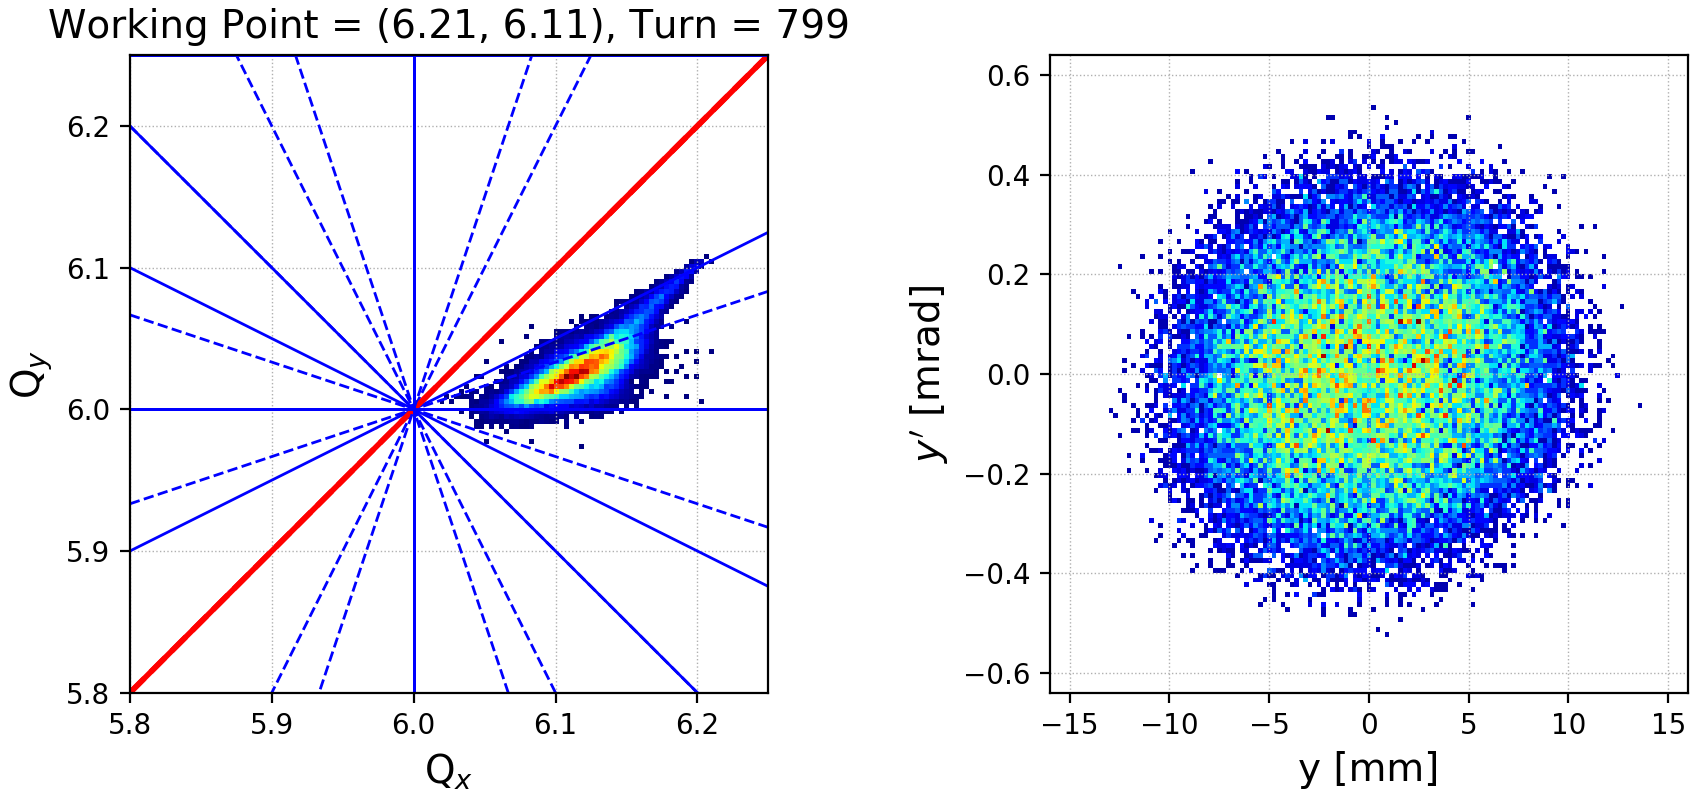 Working Point = (6.21, 6.11), Turn = 799
6.2
6.1
6.0
5.9
5.8
Qy
5.8 5.9 6.0 6.1 6.2
Qx
0.6
0.4
0.2
0.0
−0.2
−0.4
−0.6
y′ [mrad]
−15 −10 −5 0 5 10 15
y [mm]